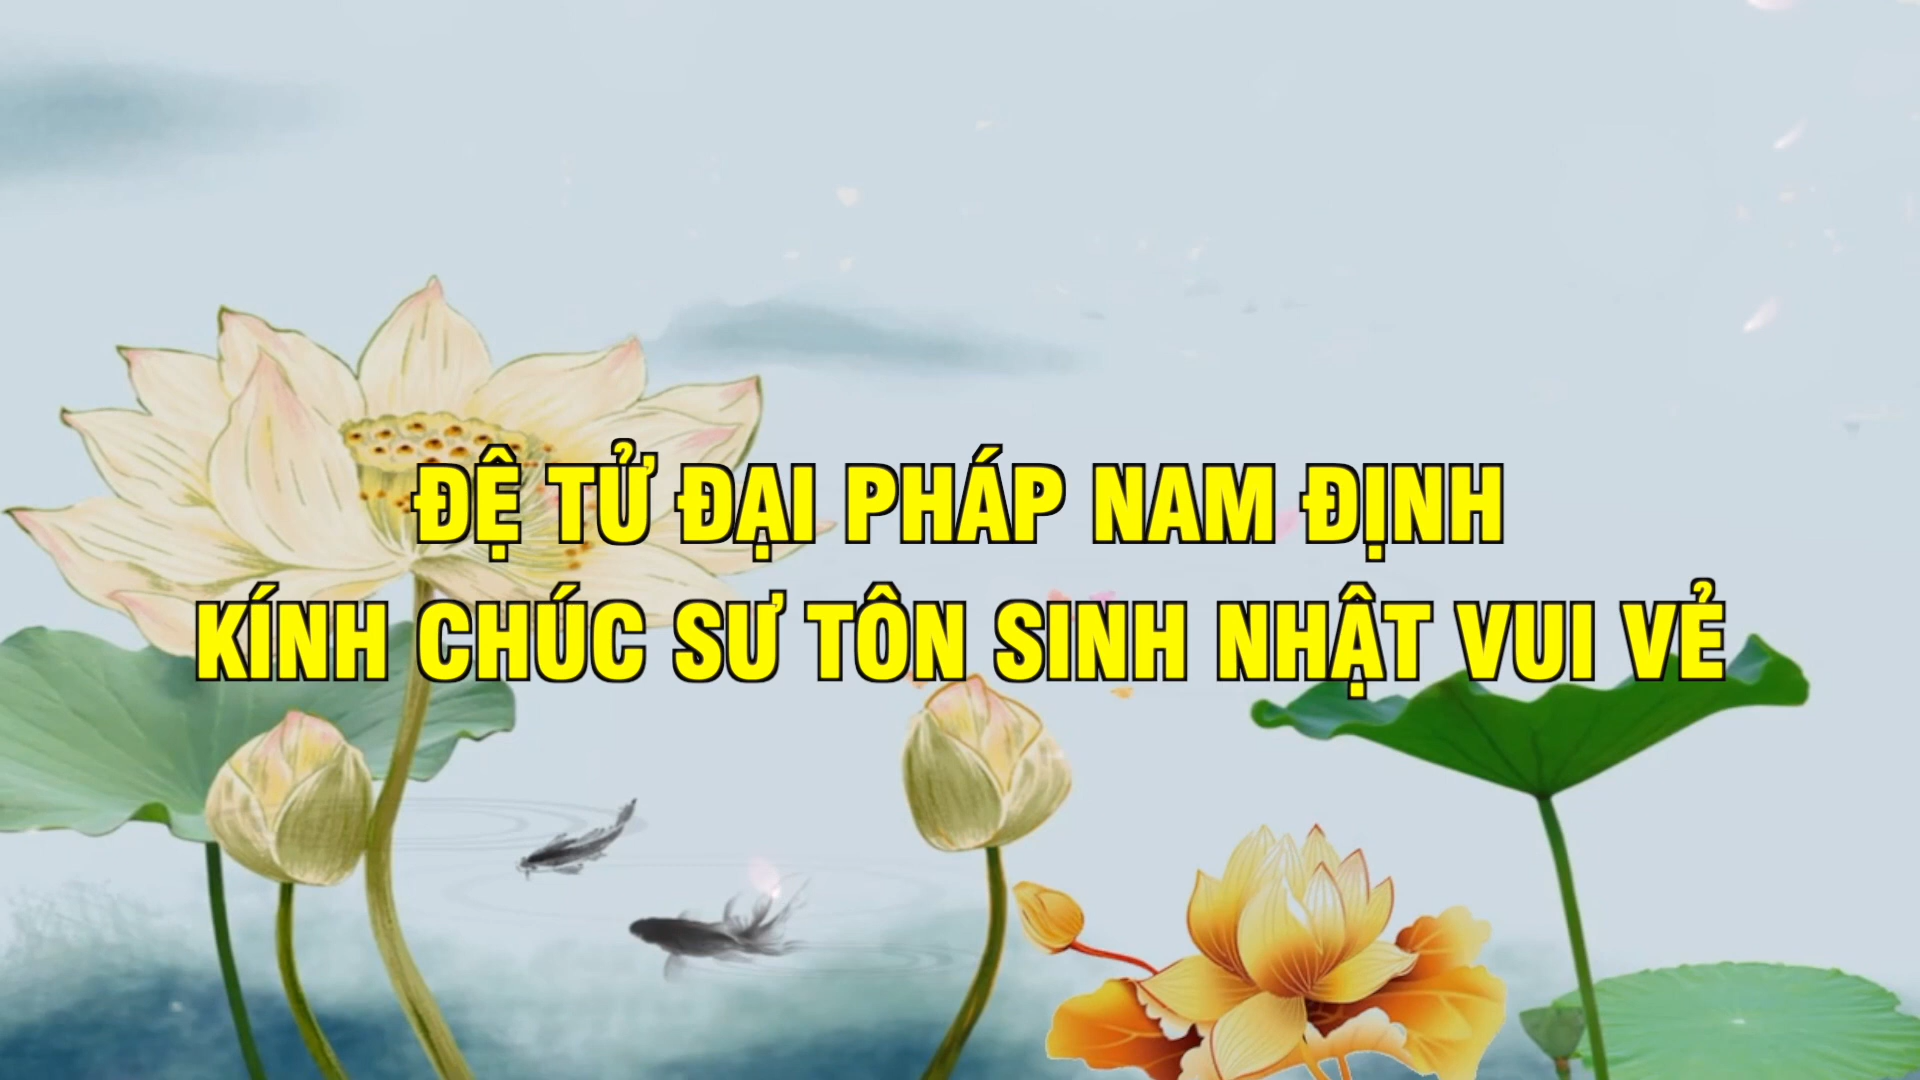 ĐỆ TỬ ĐẠI PHÁP NAM ĐỊNH
KÍNH CHÚC SƯ TÔN SINH NHẬT VUI VẺ